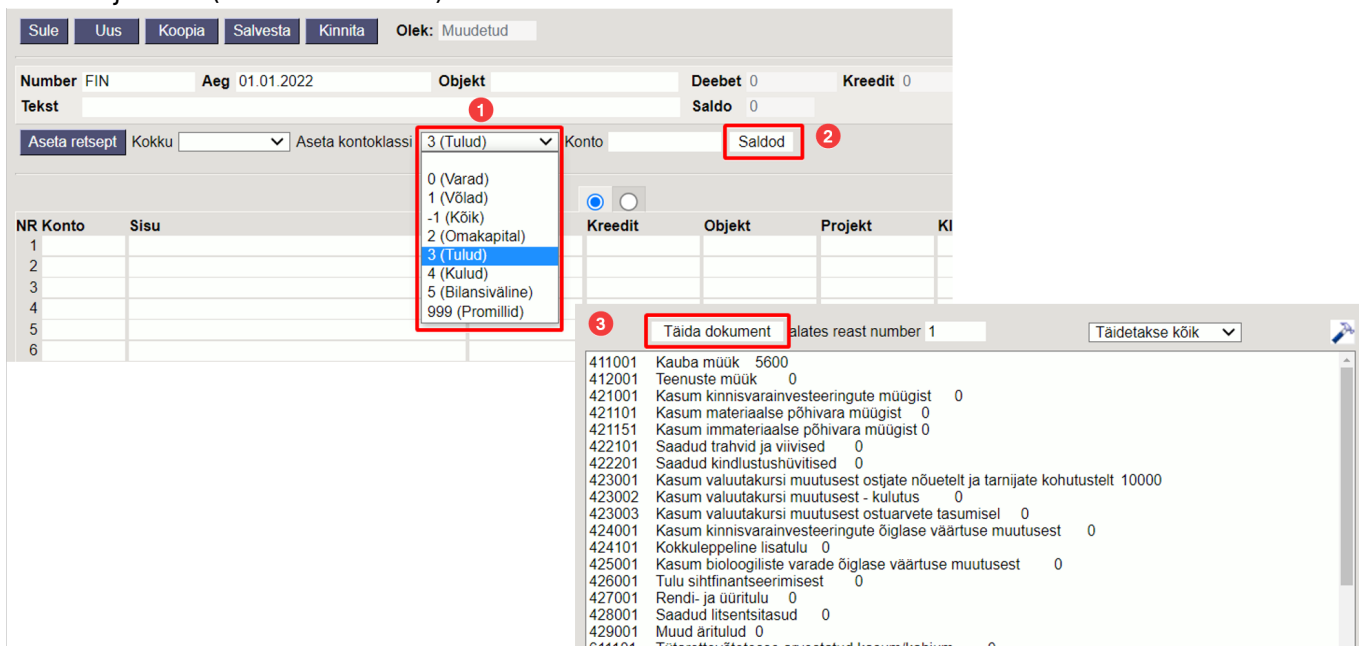 Sule Uus Koopia Salvesta Kinnita Olek: Muudetud
Number FIN Aeg 01.01.2022 Objekt Deebet 0 Kreedit 0
Tekst Saldo 0
1
Aseta retsept Kokku Aseta kontoklassi 3 (Tulud) Konto Saldod 2
0 (Varad)
1 (Võlad)
-1 (Kõik)
2 (Omakapital)
3 (Tulud)
4 (Kulud)
5 (Bilansiväline)
999 (Promillid)
NR Konto Sisu Kreedit Objekt Projekt Kl
1
2
3
4
5
6
3 Täida dokument alates reast number 1 Täidetakse kõik
411001 Kauba müük 5600
412001 Teenuste müük 0
421001 Kasum kinnisvarainvesteeringute müügist 0
421101 Kasum materiaalse põhivara müügist 0
421151 Kasum immateriaalse põhivara müügist 0
422101 Saadud trahvid ja viivised 0
422201 Saadud kindlustushüvitised 0
423001 Kasum valuutakursi muutusest ostjate nõuetelt ja tarnijate kohutustelt 10000
423002 Kasum valuutakursi muutusest - kulutus 0
423003 Kasum valuutakursi muutusest ostuarvete tasumisel 0
424001 Kasum kinnisvarainvesteeringute õiglase väärtuse muutusest 0
424101 Kokkuleppeline lisatulu 0
425001 Kasum bioloogiliste varade õiglase väärtuse muutusest 0
426001 Tulu sihtfinantseerimisest 0
427001 Rendi- ja üüritulu 0
428001 Saadud litsentsitasud 0
429001 Muud äritulud 0